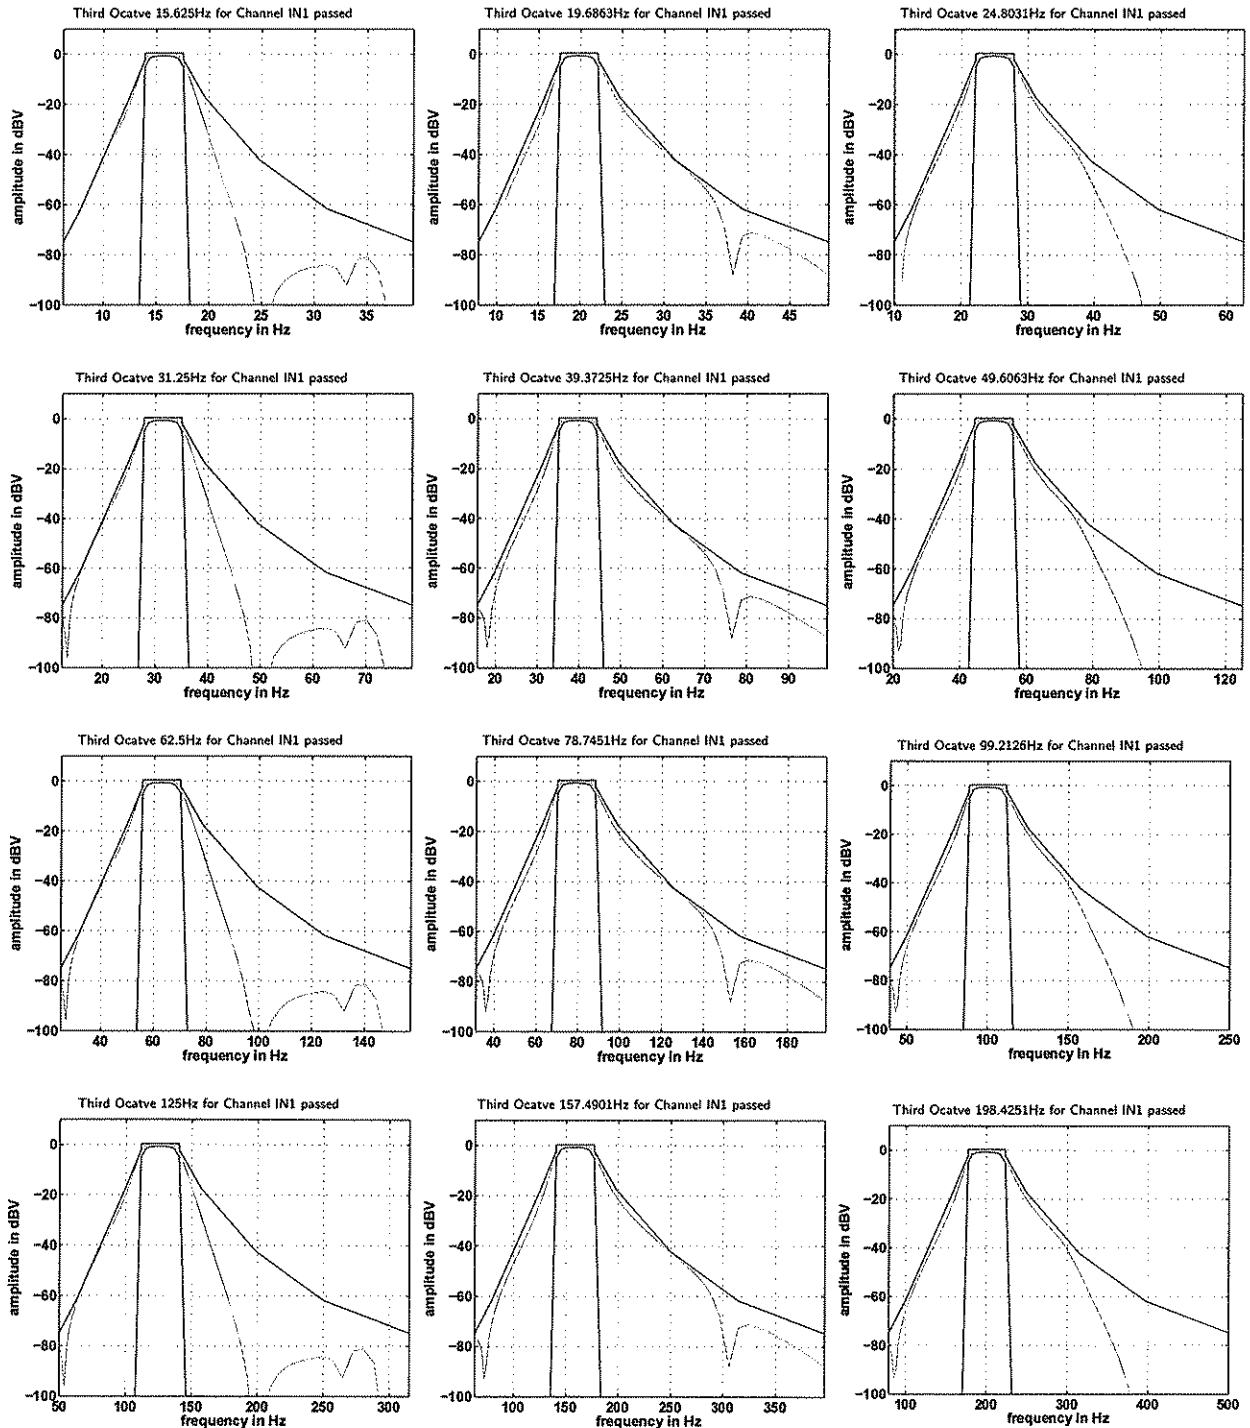 Third Ocatve 15.625Hz for Channel IN1 passed
amplitude in dBV
0
−20
−40
−60
−80
−100
10 15 20 25 30 35
frequency in Hz
Third Ocatve 19.6863Hz for Channel IN1 passed
amplitude in dBV
0
−20
−40
−60
−80
−100
10 15 20 25 30 35 40 45
frequency in Hz
Third Ocatve 24.8031Hz for Channel IN1 passed
amplitude in dBV
0
−20
−40
−60
−80
−100
10 20 30 40 50 60
frequency in Hz
Third Ocatve 31.25Hz for Channel IN1 passed
amplitude in dBV
0
−20
−40
−60
−80
−100
20 30 40 50 60 70
frequency in Hz
Third Ocatve 39.3725Hz for Channel IN1 passed
amplitude in dBV
0
−20
−40
−60
−80
−100
20 30 40 50 60 70 80 90
frequency in Hz
Third Ocatve 49.6063Hz for Channel IN1 passed
amplitude in dBV
0
−20
−40
−60
−80
−100
20 40 60 80 100 120
frequency in Hz
Third Ocatve 62.5Hz for Channel IN1 passed
amplitude in dBV
0
−20
−40
−60
−80
−100
40 60 80 100 120 140
frequency in Hz
Third Ocatve 78.7451Hz for Channel IN1 passed
amplitude in dBV
0
−20
−40
−60
−80
−100
40 60 80 100 120 140 160 180
frequency in Hz
Third Ocatve 99.2126Hz for Channel IN1 passed
amplitude in dBV
0
−20
−40
−60
−80
−100
50 100 150 200 250
frequency in Hz
Third Ocatve 125Hz for Channel IN1 passed
amplitude in dBV
0
−20
−40
−60
−80
−100
50 100 150 200 250 300
frequency in Hz
Third Ocatve 157.4901Hz for Channel IN1 passed
amplitude in dBV
0
−20
−40
−60
−80
−100
100 150 200 250 300 350
frequency in Hz
Third Ocatve 198.4251Hz for Channel IN1 passed
amplitude in dBV
0
−20
−40
−60
−80
−100
100 200 300 400 500
frequency in Hz